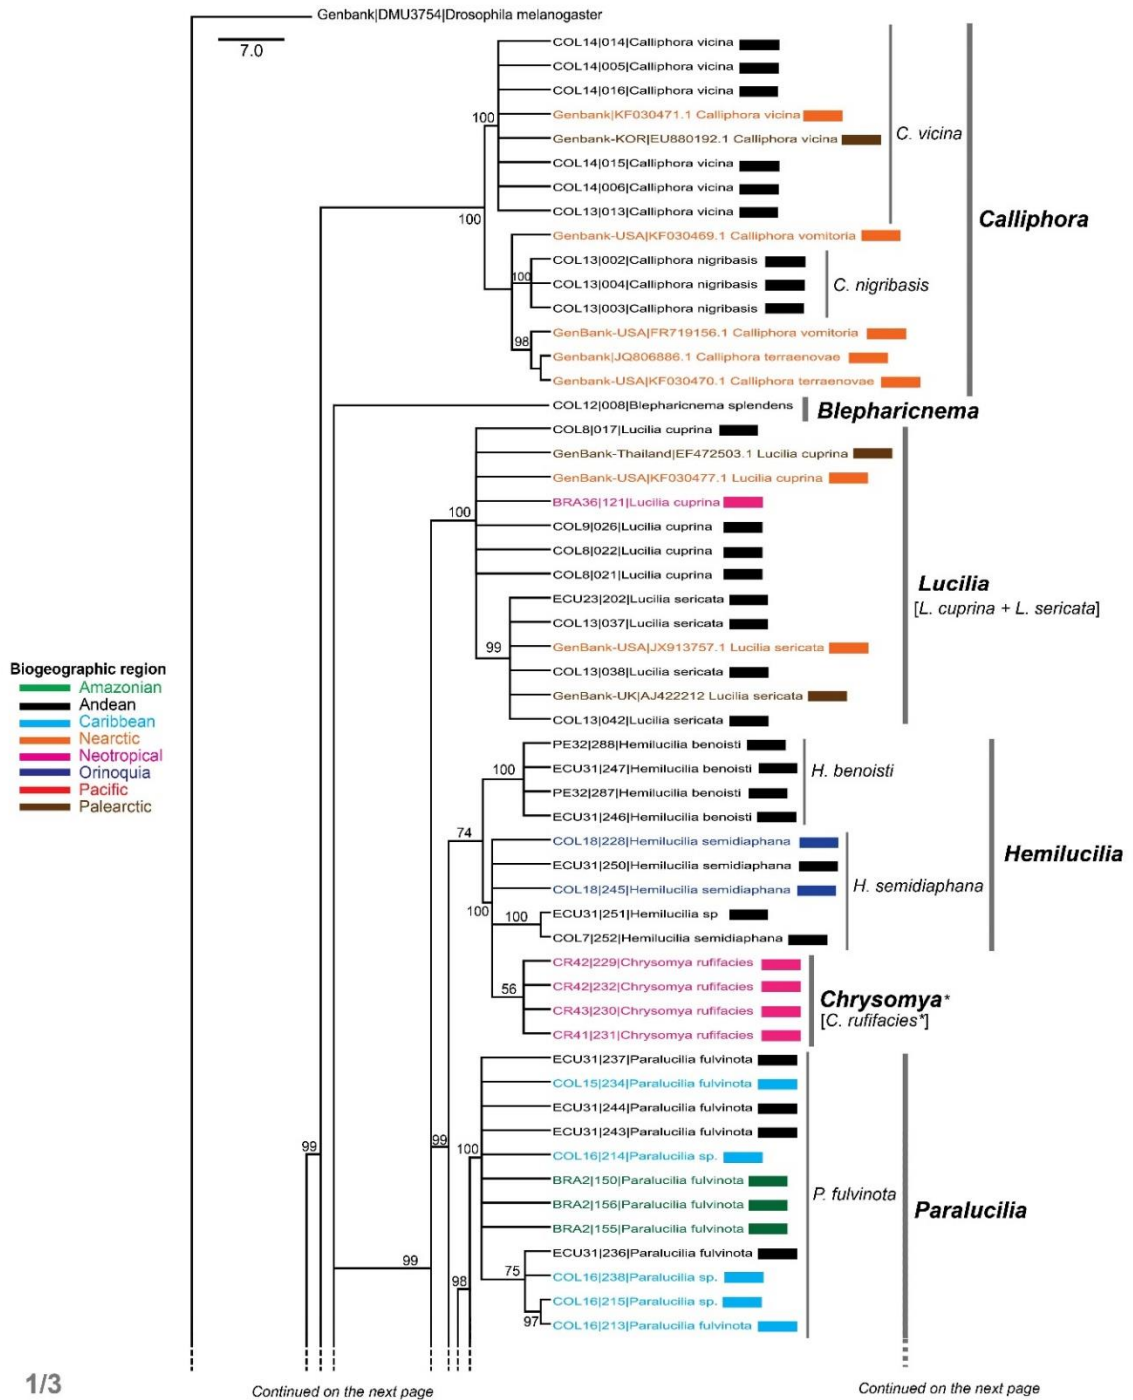 Genbank|DMU3754|Drosophila melanogaster
7.0
COL14|014|Calliphora vicina
COL14|005|Calliphora vicina
COL14|016|Calliphora vicina
100
Genbank|KF030471.1 Calliphora vicina
C. vicina
Genbank-KOR|EU880192.1 Calliphora vicina
COL14|015|Calliphora vicina
COL14|006|Calliphora vicina
COL13|013|Calliphora vicina
100
Calliphora
Genbank-USA|KF030469.1 Calliphora vomitoria
COL13|002|Calliphora nigribasis
100
COL13|004|Calliphora nigribasis
C. nigribasis
COL13|003|Calliphora nigribasis
GenBank-USA|FR719156.1 Calliphora vomitoria
98
Genbank|JQ806886.1 Calliphora terraenovae
Genbank-USA|KF030470.1 Calliphora terraenovae
COL12|008|Blepharicnema splendens
Blepharicnema
COL8|017|Lucilia cuprina
GenBank-Thailand|EF472503.1 Lucilia cuprina
GenBank-USA|KF030477.1 Lucilia cuprina
BRA36|121|Lucilia cuprina
100
COL9|026|Lucilia cuprina
COL8|022|Lucilia cuprina
COL8|021|Lucilia cuprina
Lucilia
[L. cuprina + L. sericata]
ECU23|202|Lucilia sericata
COL13|037|Lucilia sericata
99
GenBank-USA|JX913757.1 Lucilia sericata
COL13|038|Lucilia sericata
GenBank-UK|AJ422212 Lucilia sericata
COL13|042|Lucilia sericata
Biogeographic region
Amazonian
Andean
Caribbean
Nearctic
Neotropical
Orinoquia
Pacific
Palearctic
PE32|288|Hemilucilia benoisti
100
ECU31|247|Hemilucilia benoisti
H. benoisti
PE32|287|Hemilucilia benoisti
ECU31|246|Hemilucilia benoisti
74
COL18|228|Hemilucilia semidiaphana
Hemilucilia
ECU31|250|Hemilucilia semidiaphana
COL18|245|Hemilucilia semidiaphana
H. semidiaphana
100
100
ECU31|251|Hemilucilia sp
COL7|252|Hemilucilia semidiaphana
CR42|229|Chrysomya rufifacies
56
CR42|232|Chrysomya rufifacies
Chrysomya*
[C. rufifacies*]
CR43|230|Chrysomya rufifacies
CR41|231|Chrysomya rufifacies
ECU31|237|Paralucilia fulvinota
COL15|234|Paralucilia fulvinota
ECU31|244|Paralucilia fulvinota
ECU31|243|Paralucilia fulvinota
99
99
100
COL16|214|Paralucilia sp.
BRA2|150|Paralucilia fulvinota
P. fulvinota
BRA2|156|Paralucilia fulvinota
Paralucilia
BRA2|155|Paralucilia fulvinota
ECU31|236|Paralucilia fulvinota
99
98
75
COL16|238|Paralucilia sp.
COL16|215|Paralucilia sp.
97
COL16|213|Paralucilia fulvinota
1/3
Continued on the next page
Continued on the next page